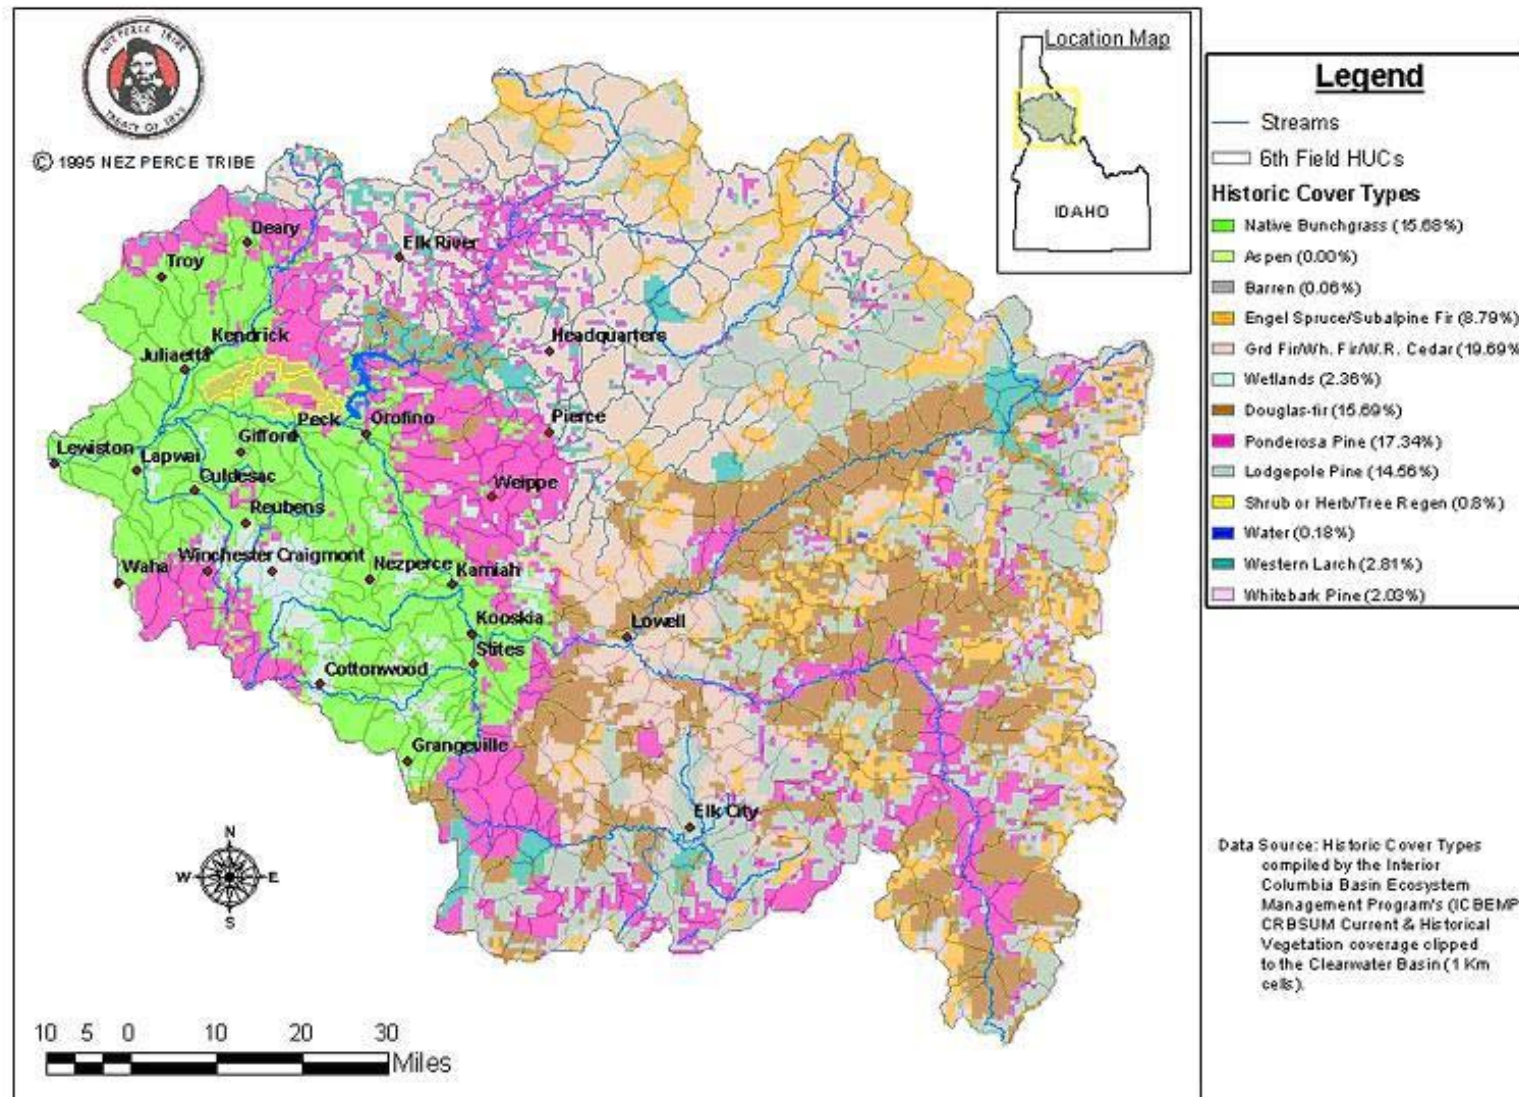 NEZ PERCE TRIBE
TREATY OF 1855
© 1995 NEZ PERCE TRIBE
Location Map
IDAHO
Legend
Streams
6th Field HUCs
Historic Cover Types
Native Bunchgrass (15.68%)
Aspen (0.00%)
Barren (0.06%)
Engel Spruce/Subalpine Fir (8.79%)
Grd Fir/Wh. Fir/W.R. Cedar (19.69%
Wetlands (2.36%)
Douglas-fir (15.69%)
Ponderosa Pine (17.34%)
Lodgepole Pine (14.56%)
Shrub or Herb/Tree Regen (0.8%)
Water (0.18%)
Western Larch (2.81%)
Whitebark Pine (2.03%)
Deary
Elk River
Troy
Kendrick
Headquarters
Juliaetta
Peck
Orofino
Pierce
Gifford
Lewiston
Lapwai
Culdesac
Weippe
Reubens
Winchester
Craigmont
Waha
Nezperce
Kamiah
Kooskia
Lowell
Stites
Cottonwood
Grangeville
Elk City
N
W
E
S
10 5 0 10 20 30
Miles
Data Source: Historic Cover Types
compiled by the Interior
Columbia Basin Ecosystem
Management Program's (ICBEMP
CRBSUM Current & Historical
Vegetation coverage clipped
to the Clearwater Basin (1 Km
cells).